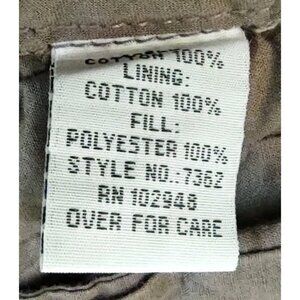 COTTON 100%
LINING:
COTTON 100%
FILL:
POLYESTER 100%
STYLE NO.:7362
RN 102948
OVER FOR CARE